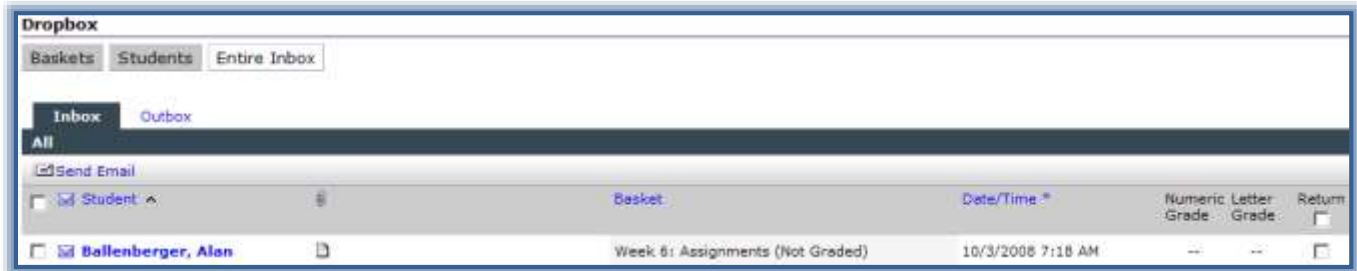 Dropbox
Baskets Students Entire Inbox
Inbox Outbox
All
Send Email
Student Basket Date/Time * Numeric Grade Letter Grade Return
Ballenberger, Alan Week 6: Assignments (Not Graded) 10/3/2008 7:18 AM -- --